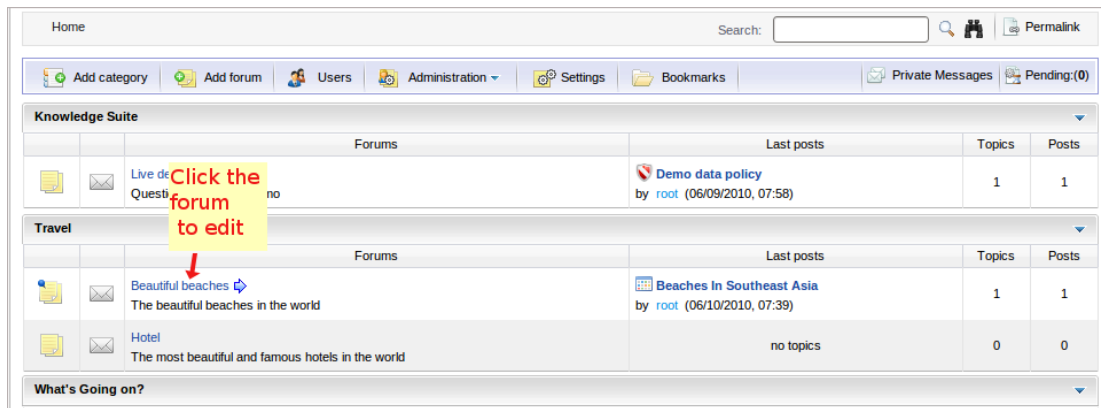 Home
Search:
Permalink
Add category
Add forum
Users
Administration
Settings
Bookmarks
Private Messages
Pending:(0)
Knowledge Suite
Forums
Last posts
Topics
Posts
Live de
Questi
no
Demo data policy
by root (06/09/2010, 07:58)
1
1
Click the
forum
to edit
Travel
Forums
Last posts
Topics
Posts
Beautiful beaches
The beautiful beaches in the world
Beaches In Southeast Asia
by root (06/10/2010, 07:39)
1
1
Hotel
The most beautiful and famous hotels in the world
no topics
0
0
What's Going on?